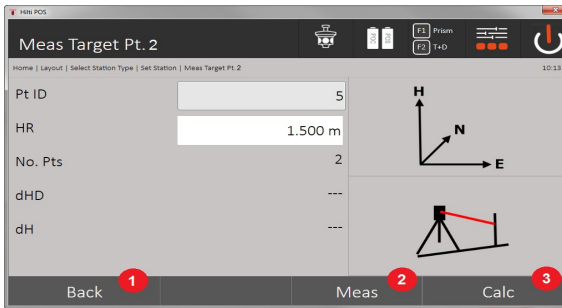 Hilti POS
Meas Target Pt. 2
POC
POS
F1 Prism
F2 T+D
Home | Layout | Select Station Type | Set Station | Meas Target Pt. 2
10:13
Pt ID 5
HR 1.500 m
No. Pts 2
dHD ---
dH ---
H
N
E
1
2
3
Back Meas Calc